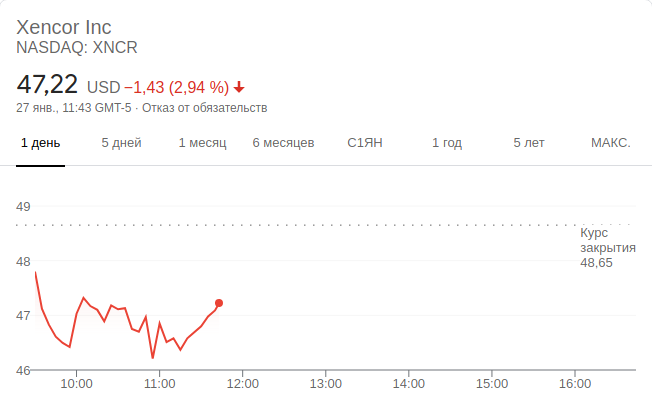 Xencor Inc
NASDAQ: XNCR
47,22 USD −1,43 (2,94 %)
27 янв., 11:43 GMT-5 · Отказ от обязательств
1 день 5 дней 1 месяц 6 месяцев С1ЯН 1 год 5 лет МАКС.
49
Курс
закрытия
48,65
48
47
46
10:00 11:00 12:00 13:00 14:00 15:00 16:00